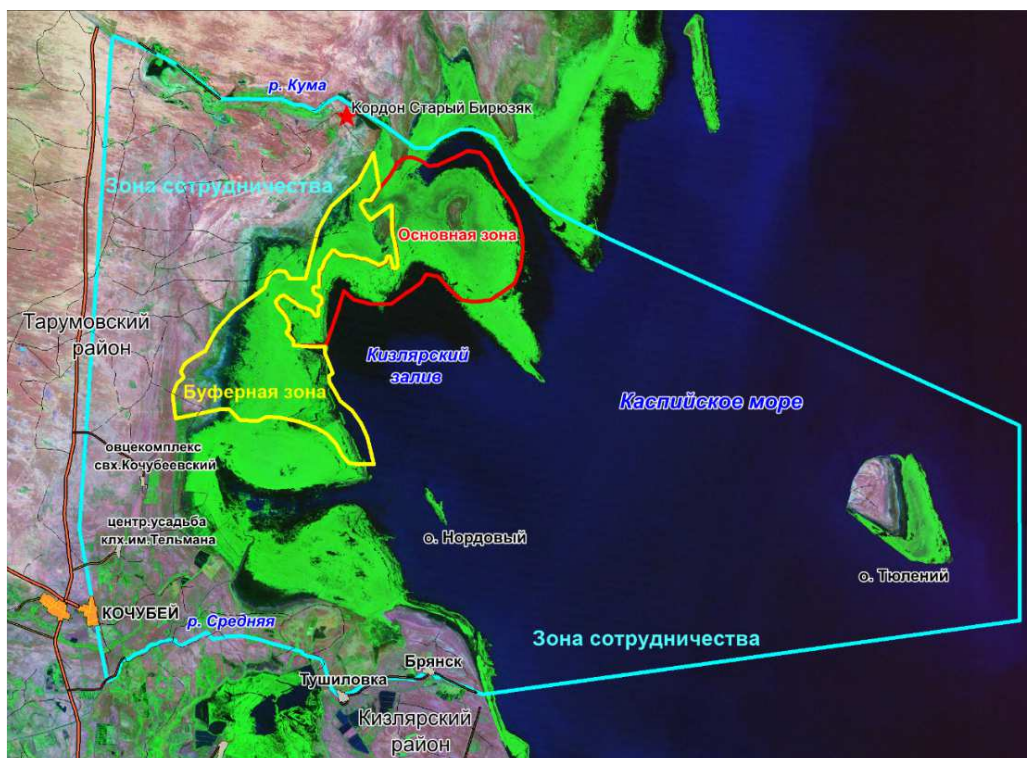 р. Кума
Кордон Старый Бирюзяк
Зона сотрудничества
Основная зона
Тарумовский
район
Кизлярский
залив
Буферная зона
Каспийское море
овцекомплекс
свх.Кочубеевский
центр.усадьба
клх.им.Тельмана
о. Нордовый
о. Тюлений
КОЧУБЕЙ
р. Средняя
Зона сотрудничества
Брянск
Тушиловка
Кизлярский
район